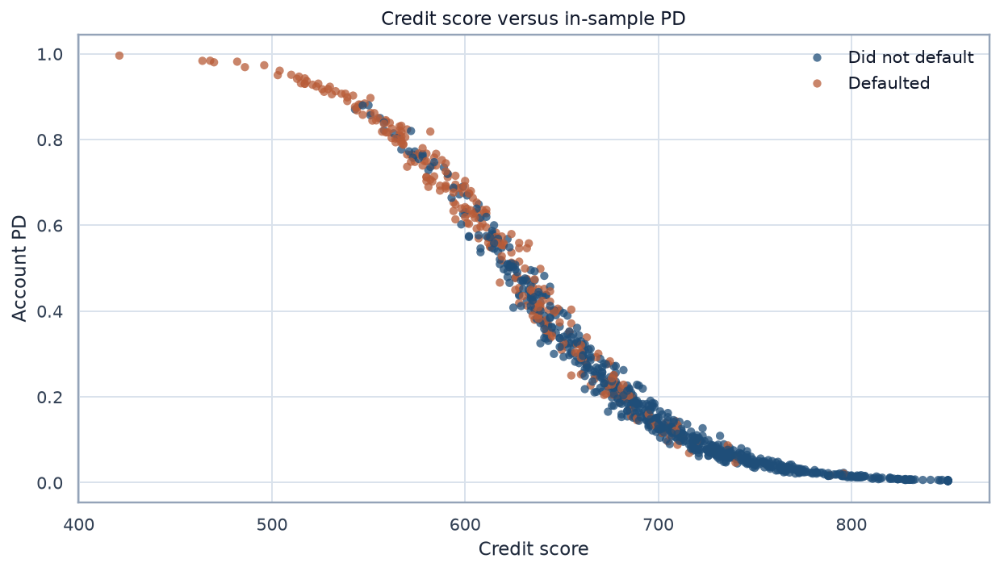 Credit score versus in-sample PD
Did not default
Defaulted
Account PD
1.0
0.8
0.6
0.4
0.2
0.0
400
500
600
700
800
Credit score